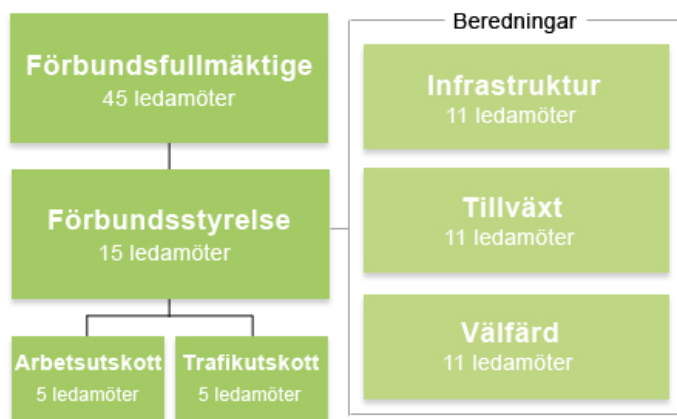 Förbundsfullmäktige
45 ledamöter
Förbundsstyrelse
15 ledamöter
Arbetsutskott
5 ledamöter
Trafikutskott
5 ledamöter
Beredningar
Infrastruktur
11 ledamöter
Tillväxt
11 ledamöter
Välfärd
11 ledamöter